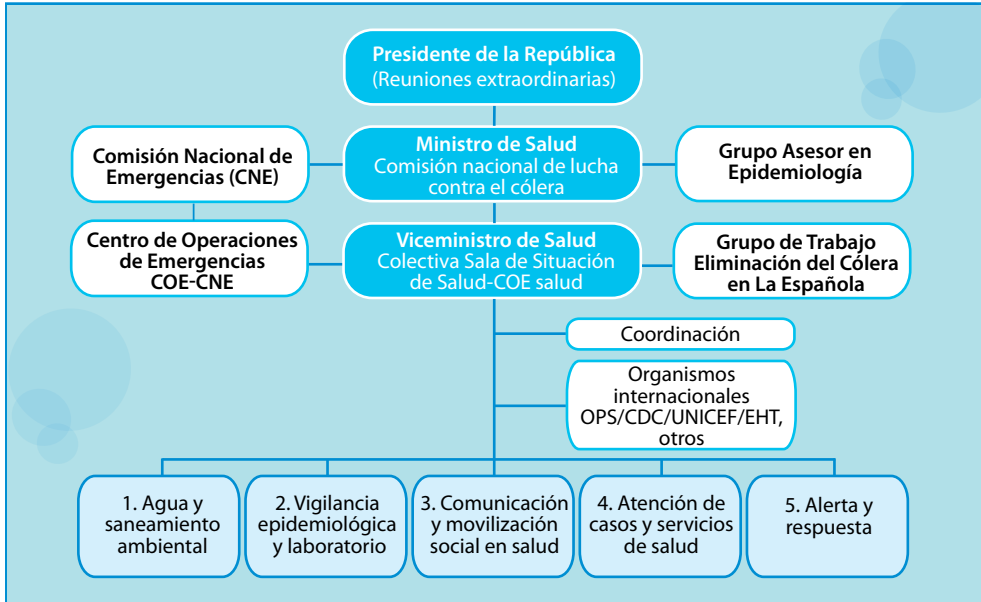 Presidente de la República
(Reuniones extraordinarias)
Comisión Nacional de
Emergencias (CNE)
Ministro de Salud
Comisión nacional de lucha
contra el cólera
Grupo Asesor en
Epidemiología
Centro de Operaciones
de Emergencias
COE-CNE
Viceministro de Salud
Colectiva Sala de Situación
de Salud-COE salud
Grupo de Trabajo
Eliminación del Cólera
en La Española
Coordinación
Organismos
internacionales
OPS/CDC/UNICEF/EHT,
otros
1. Agua y
saneamiento
ambiental
2. Vigilancia
epidemiológica
y laboratorio
3. Comunicación
y movilización
social en salud
4. Atención de
casos y servicios
de salud
5. Alerta y
respuesta